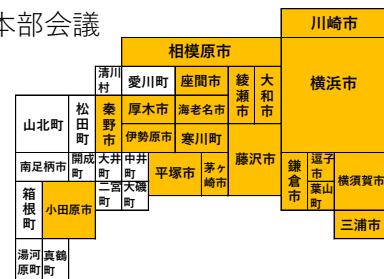 本部会議
川崎市
相模原市
横浜市
清川村
愛川町
座間市
綾瀬市
大和市
山北町
松田町
秦野市
厚木市
海老名市
伊勢原市
寒川町
藤沢市
南足柄市
開成町
大井町
中井町
平塚市
茅ヶ崎市
鎌倉市
逗子市
葉山町
横須賀市
箱根町
小田原市
二宮町
大磯町
三浦市
湯河原町
真鶴町